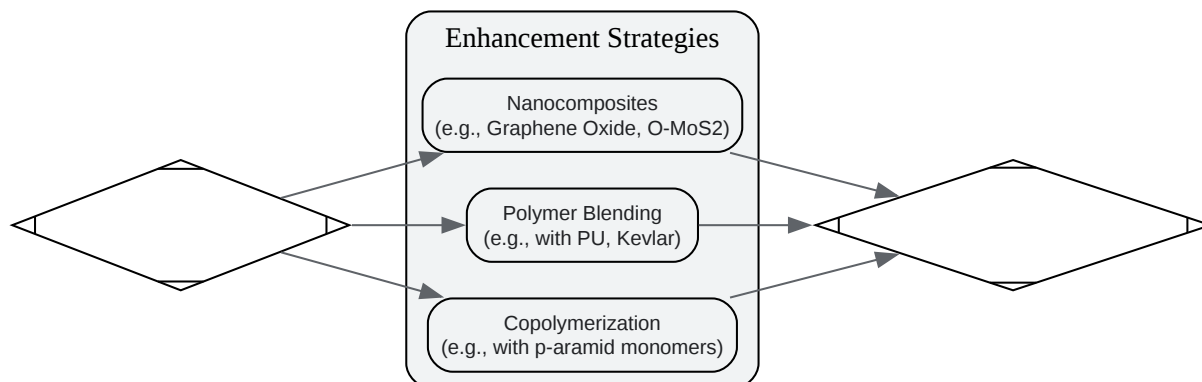 Enhancement Strategies
Nanocomposites
(e.g., Graphene Oxide, O-MoS2)
Polymer Blending
(e.g., with PU, Kevlar)
Copolymerization
(e.g., with p-aramid monomers)